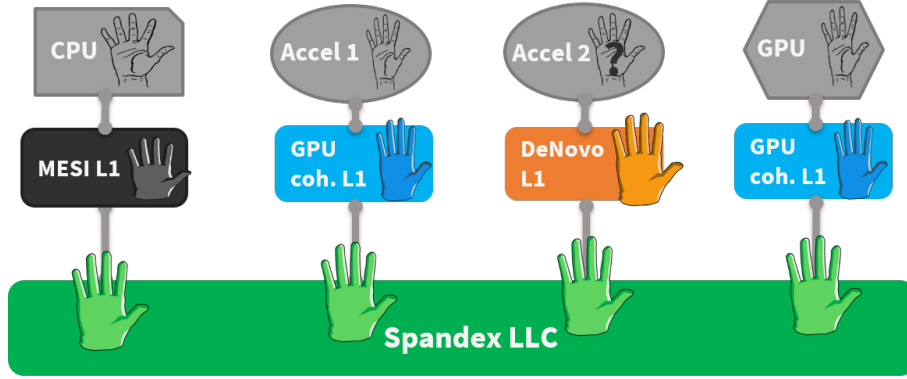 CPU
Accel 1
Accel 2
?
GPU
MESI L1
GPU
coh. L1
DeNovo
L1
GPU
coh. L1
Spandex LLC